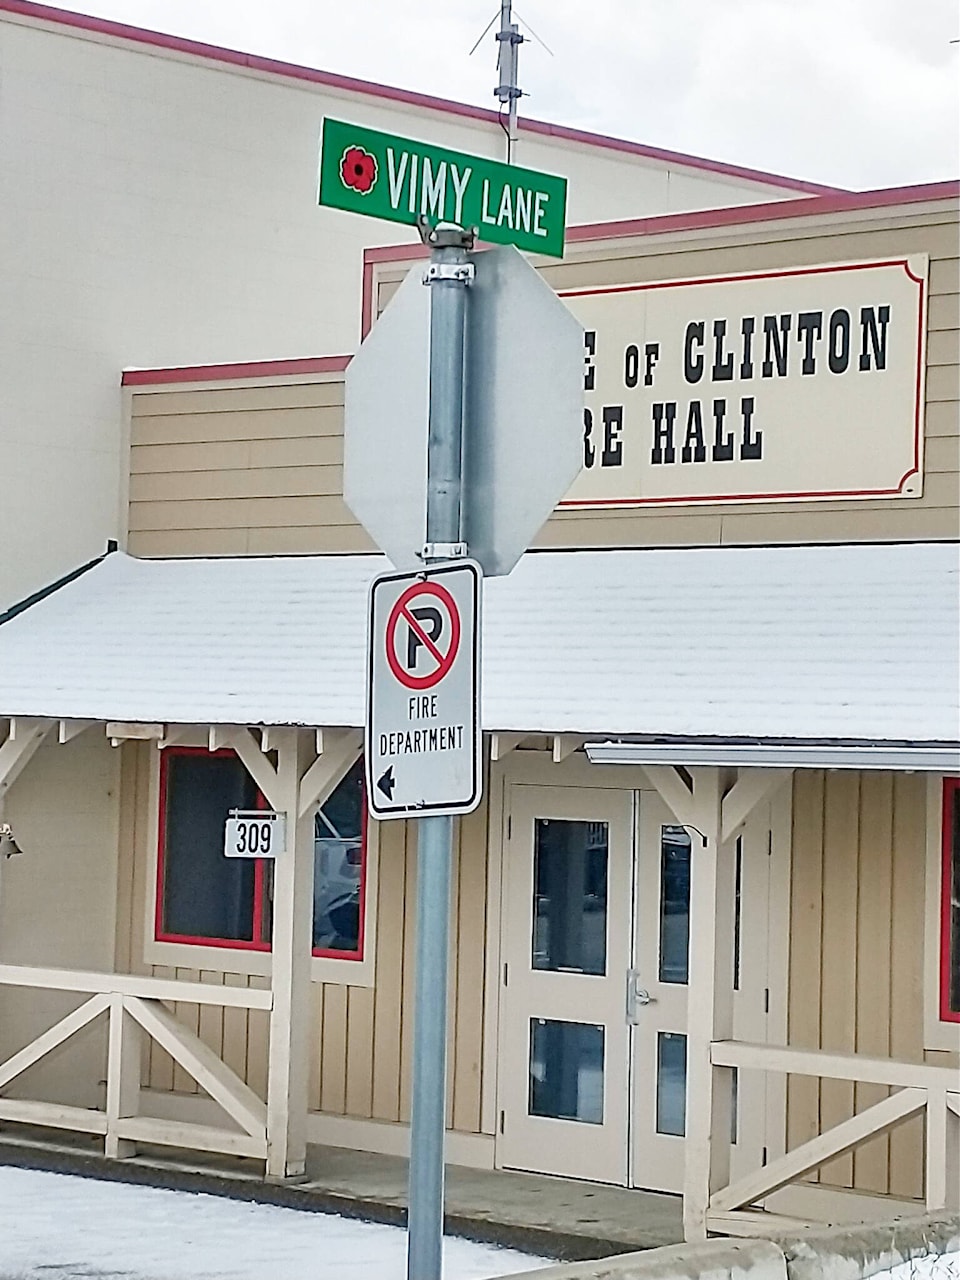 VIMY LANE
E OF CLINTON
RE HALL
P
FIRE
DEPARTMENT
309